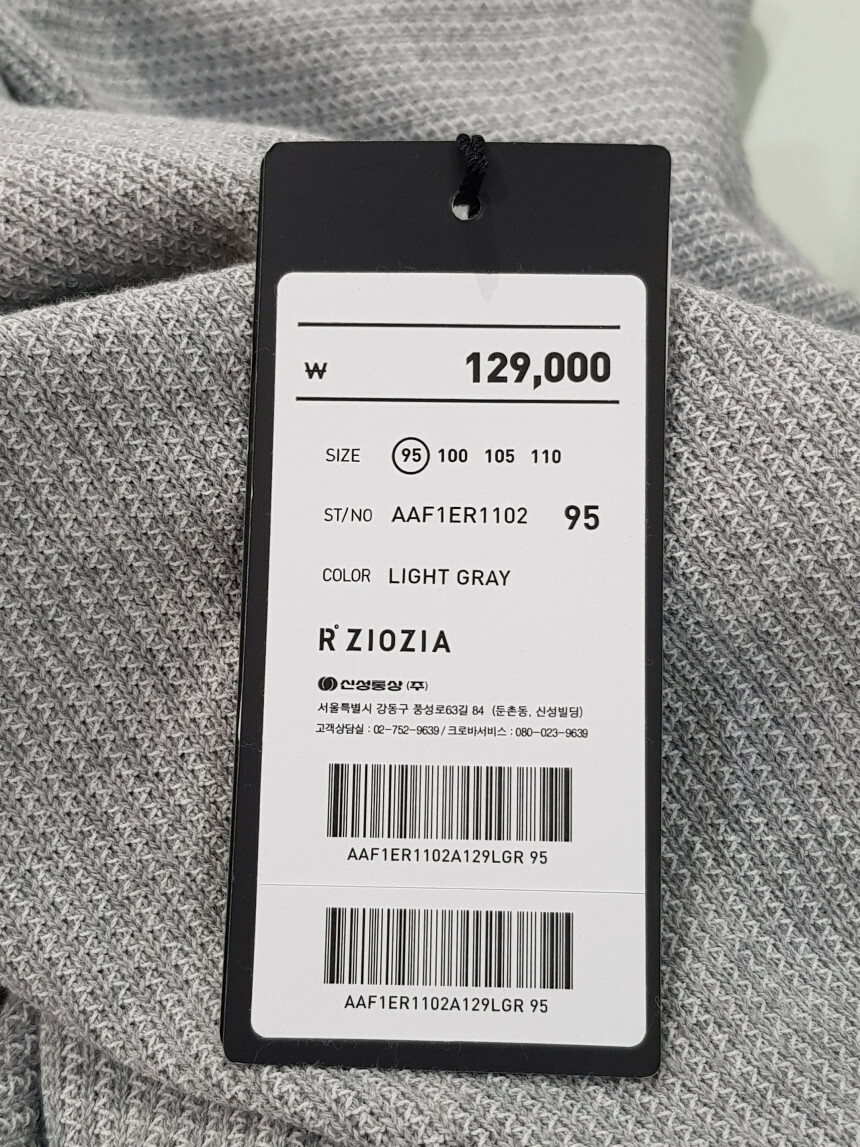 ₩ 129,000
SIZE 95 100 105 110
ST/NO AAF1ER1102 95
COLOR LIGHT GRAY
R° ZIOZIA
신성통상 (주)
서울특별시 강동구 풍성로63길 84 (둔촌동, 신성빌딩)
고객상담실 : 02-752-9639 / 크로바서비스 : 080-023-9639
AAF1ER1102A129LGR 95
AAF1ER1102A129LGR 95